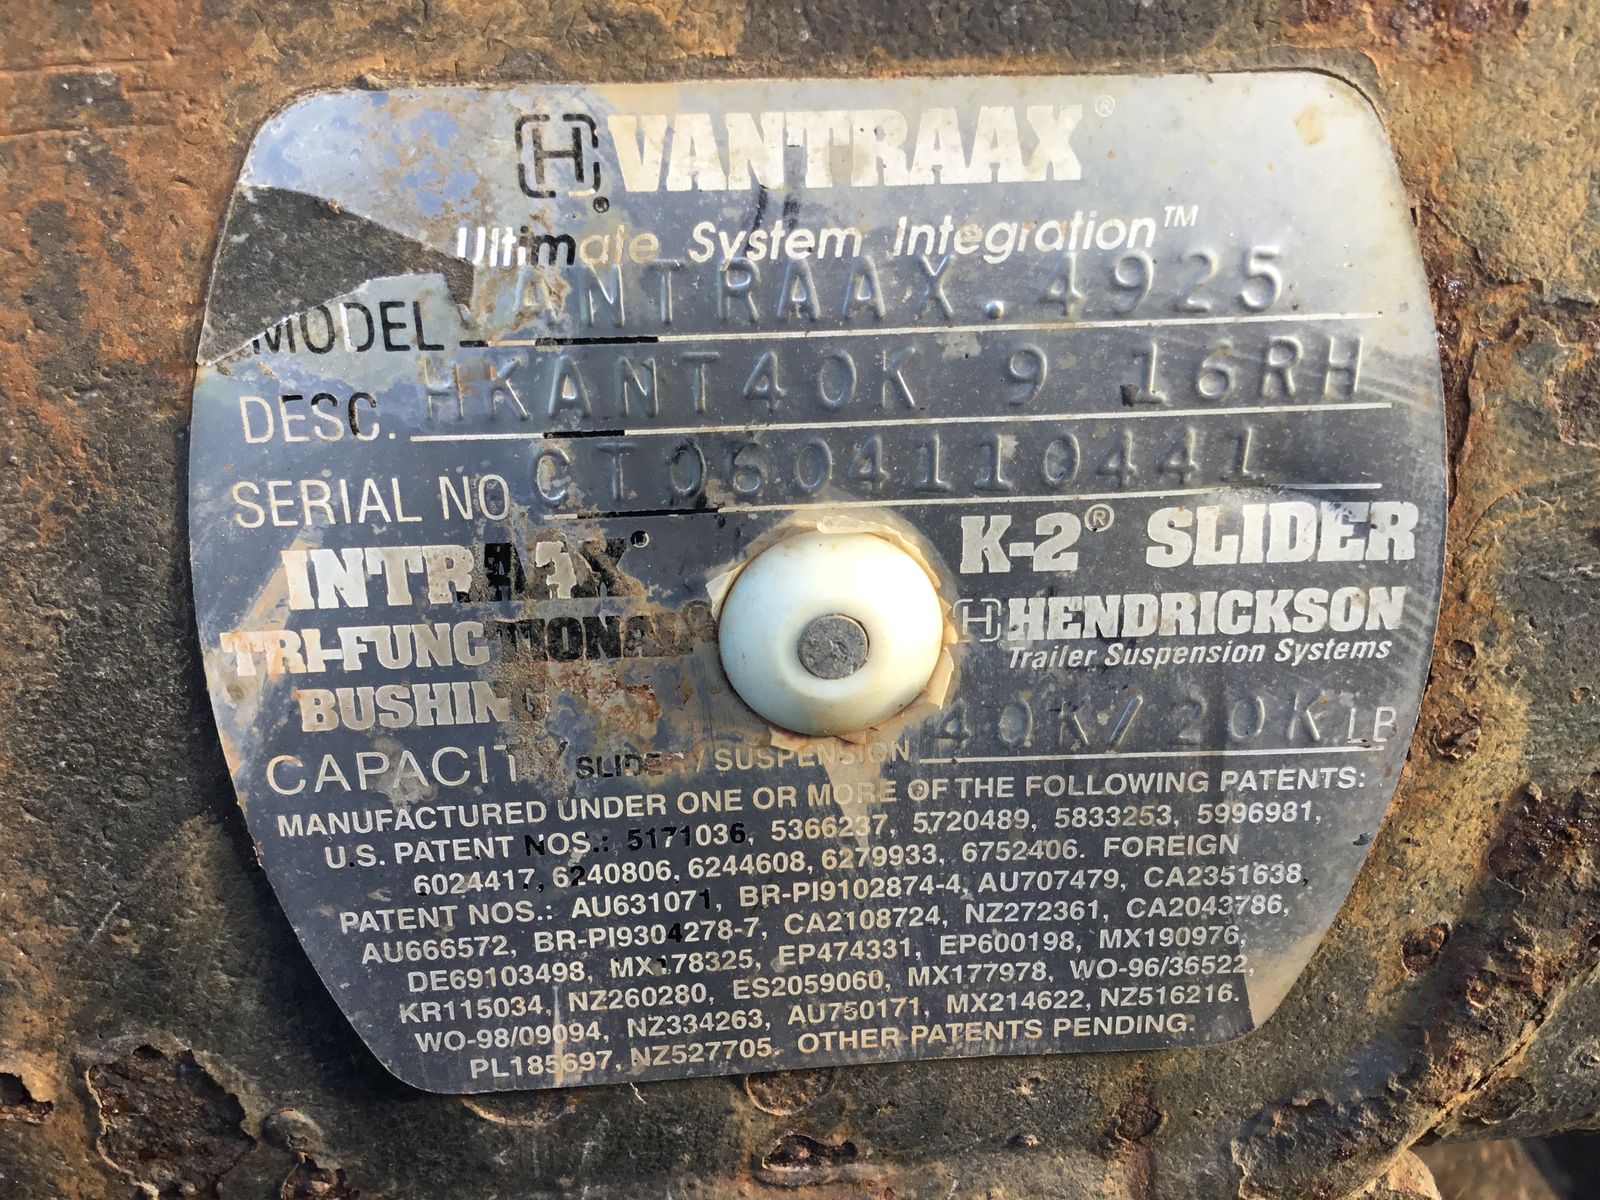 H VANTRAAX®
Ultimate System Integration™
MODEL VANTRAAX.4925
DESC. HKANT40K 9 16RH
SERIAL NO. CT0604110441
INTRAAX®
TRI-FUNCTIONAL®
BUSHING
K-2® SLIDER
H HENDRICKSON
Trailer Suspension Systems
CAPACITY SLIDER/SUSPENSION 40K/20K LB
MANUFACTURED UNDER ONE OR MORE OF THE FOLLOWING PATENTS:
U.S. PATENT NOS.: 5171036, 5366237, 5720489, 5833253, 5996981,
6024417, 6240806, 6244608, 6279933, 6752406. FOREIGN
PATENT NOS.: AU631071, BR-PI9102874-4, AU707479, CA2351638,
AU666572, BR-PI9304278-7, CA2108724, NZ272361, CA2043786,
DE69103498, MX178325, EP474331, EP600198, MX190976,
KR115034, NZ260280, ES2059060, MX177978, WO-96/36522,
WO-98/09094, NZ334263, AU750171, MX214622, NZ516216.
PL185697, NZ527705. OTHER PATENTS PENDING.